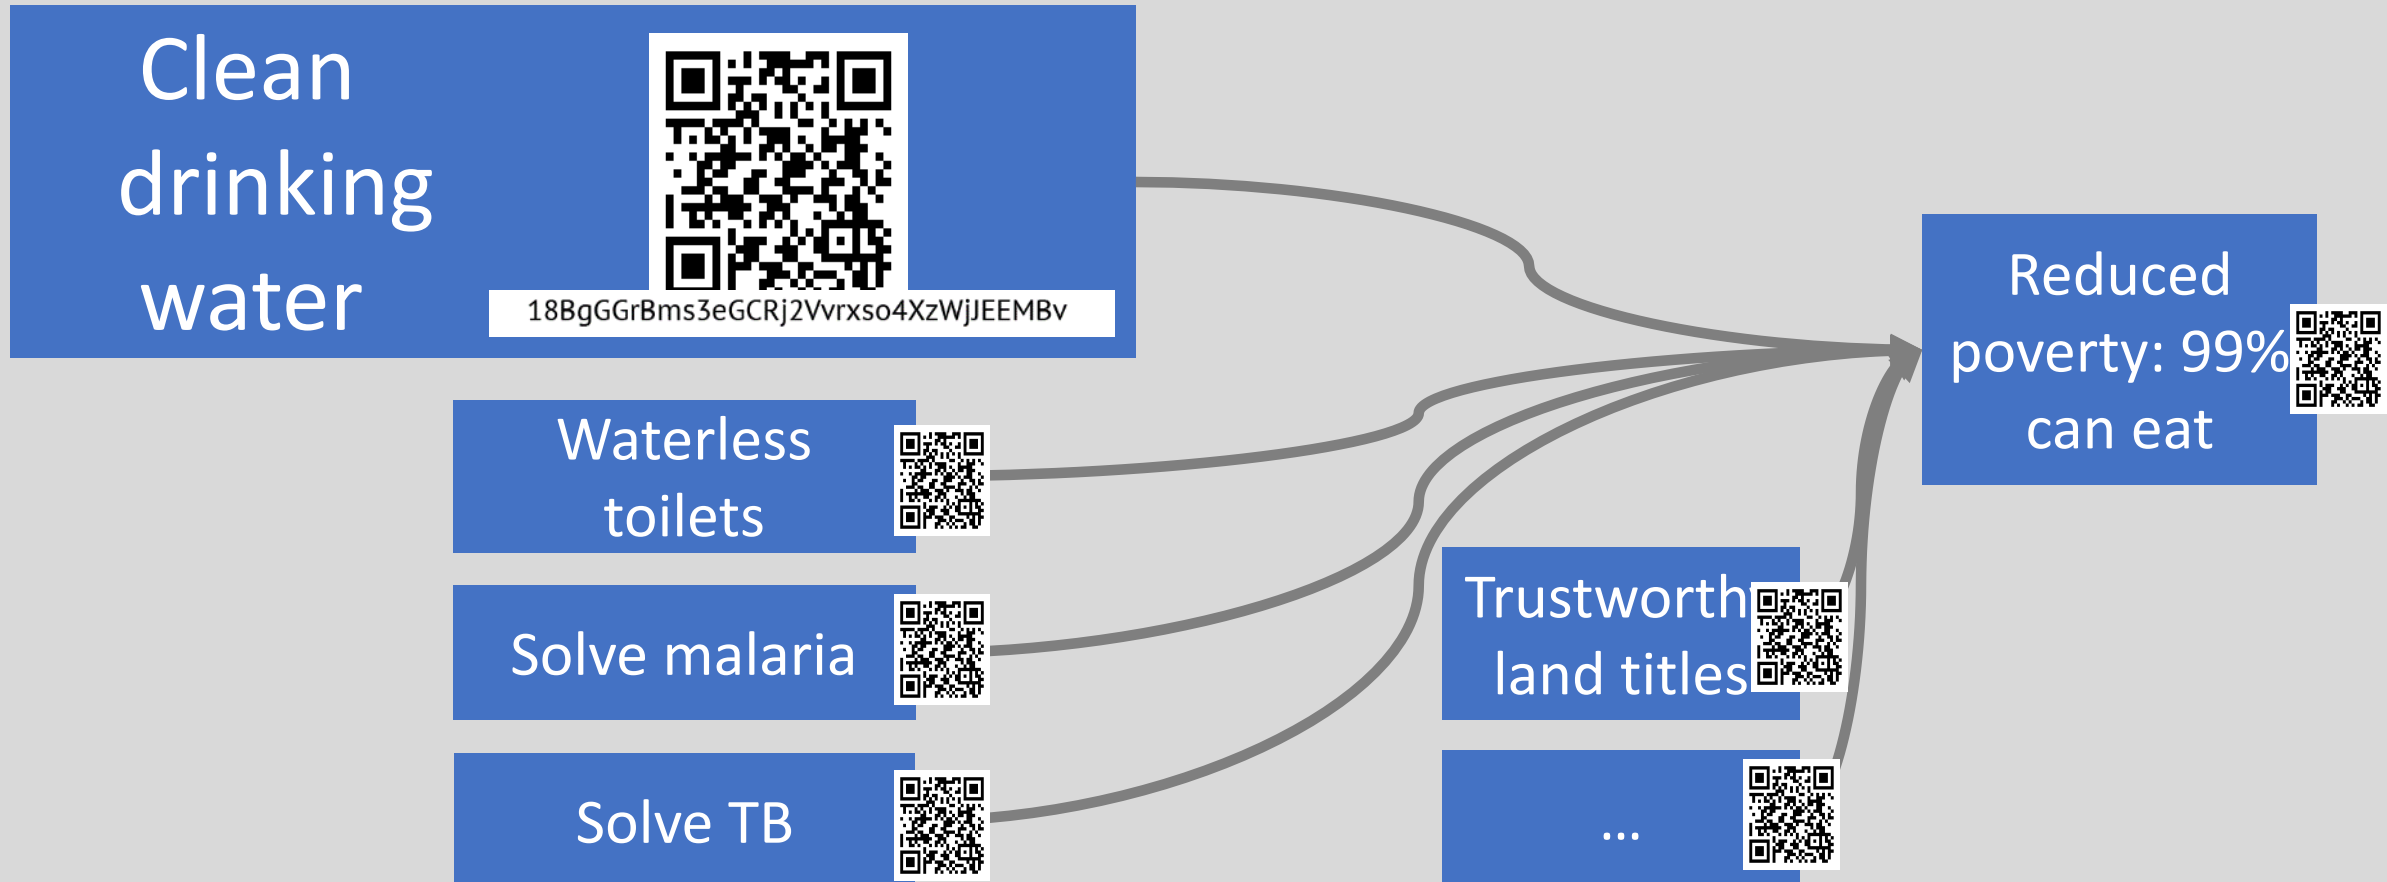 Clean
drinking
water
18BgGGrBms3eGCRj2Vvrxso4XzWjJEEMBv
Waterless
toilets
Solve malaria
Solve TB
Trustworth
land titles
...
Reduced
poverty: 99%
can eat